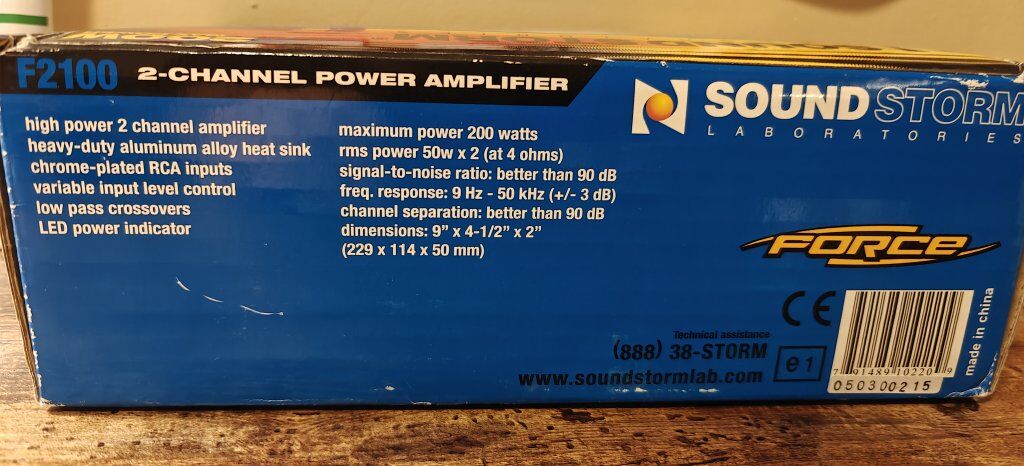 F2100 2-CHANNEL POWER AMPLIFIER
SOUND STORM
LABORATORIES
high power 2 channel amplifier
heavy-duty aluminum alloy heat sink
chrome-plated RCA inputs
variable input level control
low pass crossovers
LED power indicator
maximum power 200 watts
rms power 50w x 2 (at 4 ohms)
signal-to-noise ratio: better than 90 dB
freq. response: 9 Hz - 50 kHz (+/- 3 dB)
channel separation: better than 90 dB
dimensions: 9” x 4-1/2” x 2”
(229 x 114 x 50 mm)
FORCE
CE
made in china
Technical assistance
(888) 38-STORM
www.soundstormlab.com
e1
7 91489 10220 9
050300215